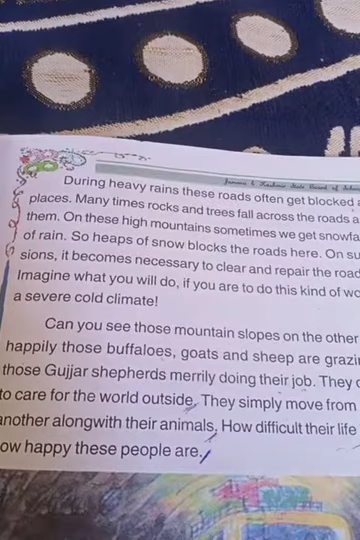 Jammu & Kashmir State Board of
During heavy rains these roads often get blocked
places. Many times rocks and trees fall across the roads
them. On these high mountains sometimes we get
of rain. So heaps of snow blocks the roads here. On
sions, it becomes necessary to clear and repair the
Imagine what you will do, if you are to do this kind of
a severe cold climate!
Can you see those mountain slopes on the other
happily those buffaloes, goats and sheep are
those Gujjar shepherds merrily doing their job. They
to care for the world outside. They simply move from
another alongwith their animals. How difficult their life
ow happy these people are.